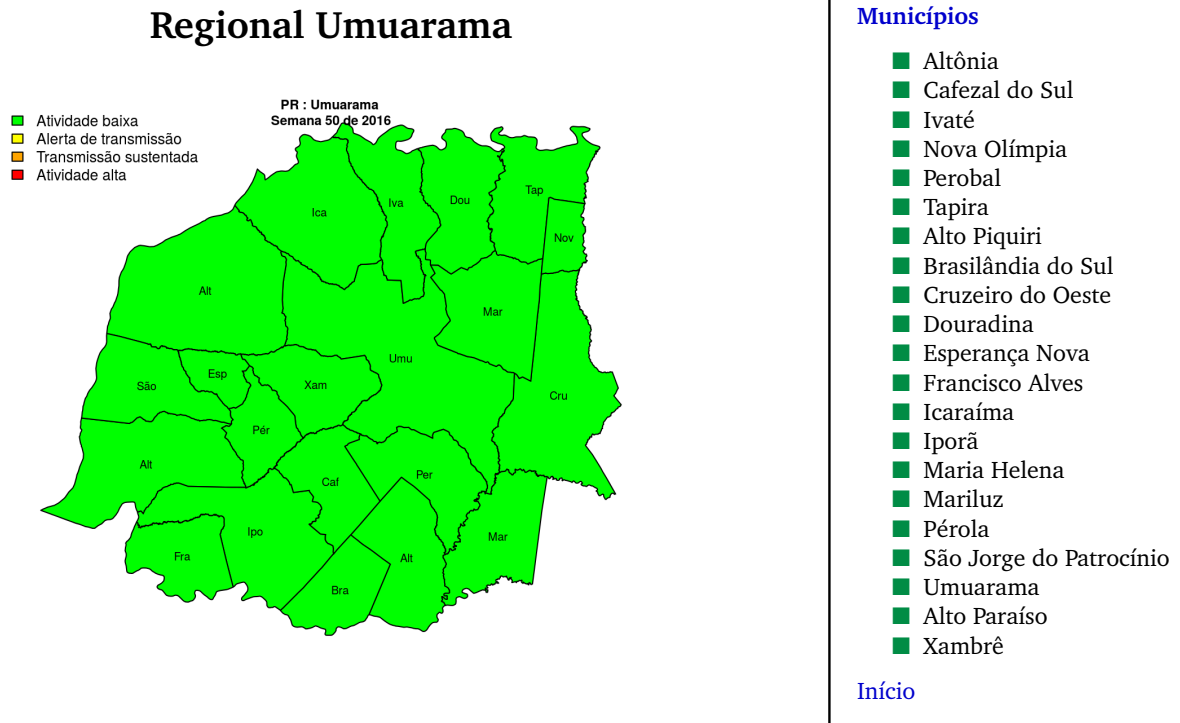 Regional Umuarama
PR : Umuarama
Semana 50 de 2016
Atividade baixa
Alerta de transmissão
Transmissão sustentada
Atividade alta
Ica
Iva
Dou
Tap
Nov
Alt
Mar
Umu
São
Esp
Xam
Cru
Pér
Alt
Caf
Per
Ipo
Mar
Fra
Alt
Bra
Municípios
Altônia
Cafezal do Sul
Ivaté
Nova Olímpia
Perobal
Tapira
Alto Piquiri
Brasilândia do Sul
Cruzeiro do Oeste
Douradina
Esperança Nova
Francisco Alves
Icaraíma
Iporã
Maria Helena
Mariluz
Pérola
São Jorge do Patrocínio
Umuarama
Alto Paraíso
Xambrê
Início